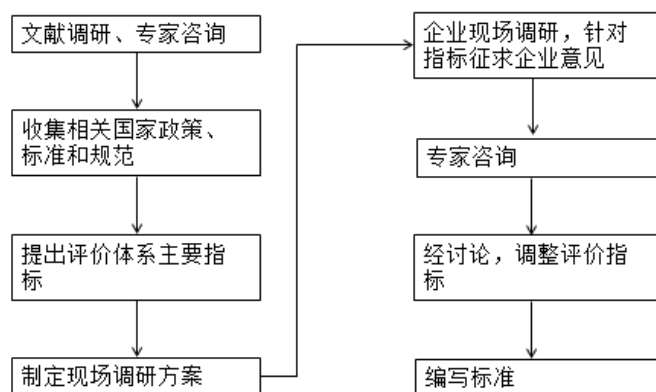 文献调研、专家咨询
收集相关国家政策、
标准和规范
提出评价体系主要指
标
制定现场调研方案
企业现场调研，针对
指标征求企业意见
专家咨询
经讨论，调整评价指
标
编写标准